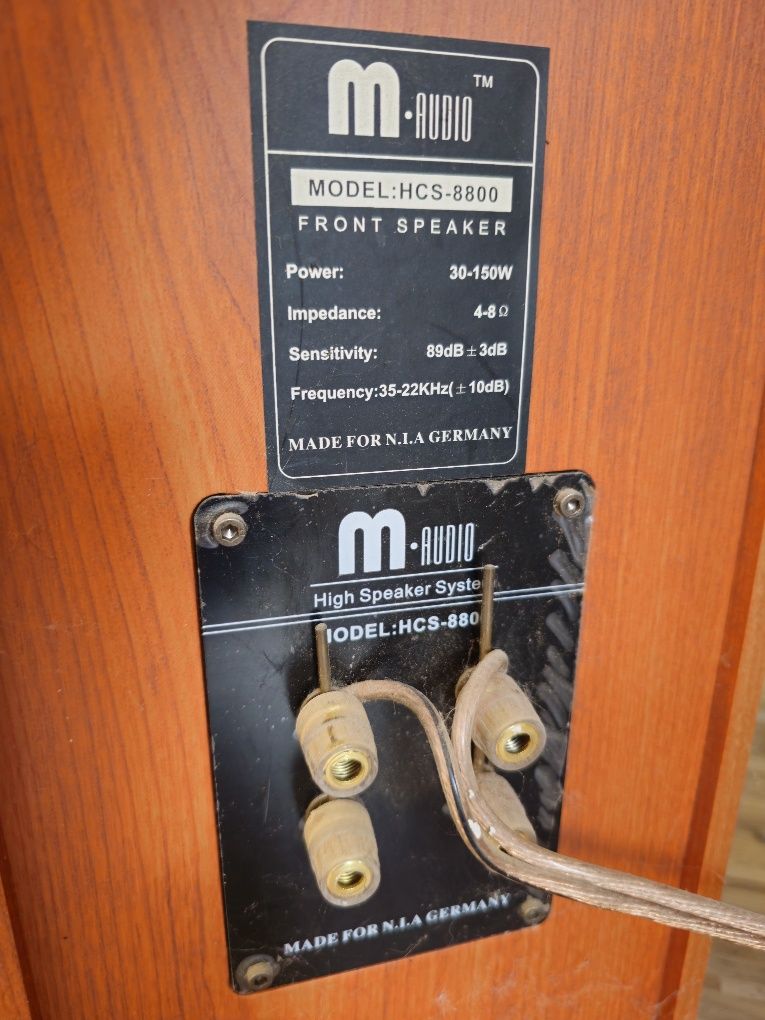 m·AUDIO ™
MODEL:HCS-8800
FRONT SPEAKER
Power: 30-150W
Impedance: 4-8Ω
Sensitivity: 89dB±3dB
Frequency:35-22KHz(±10dB)
MADE FOR N.I.A GERMANY
m·AUDIO
High Speaker Syste
ODEL:HCS-880
MADE FOR N.I.A GERMANY